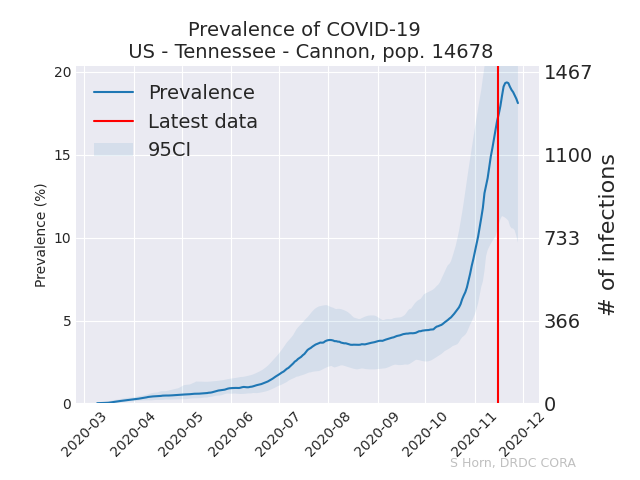 Prevalence of COVID-19
US - Tennessee - Cannon, pop. 14678
Prevalence
Latest data
95CI
Prevalence (%)
20
15
10
5
0
1467
1100
733
366
0
# of infections
2020-03
2020-04
2020-05
2020-06
2020-07
2020-08
2020-09
2020-10
2020-11
2020-12
S Horn, DRDC CORA